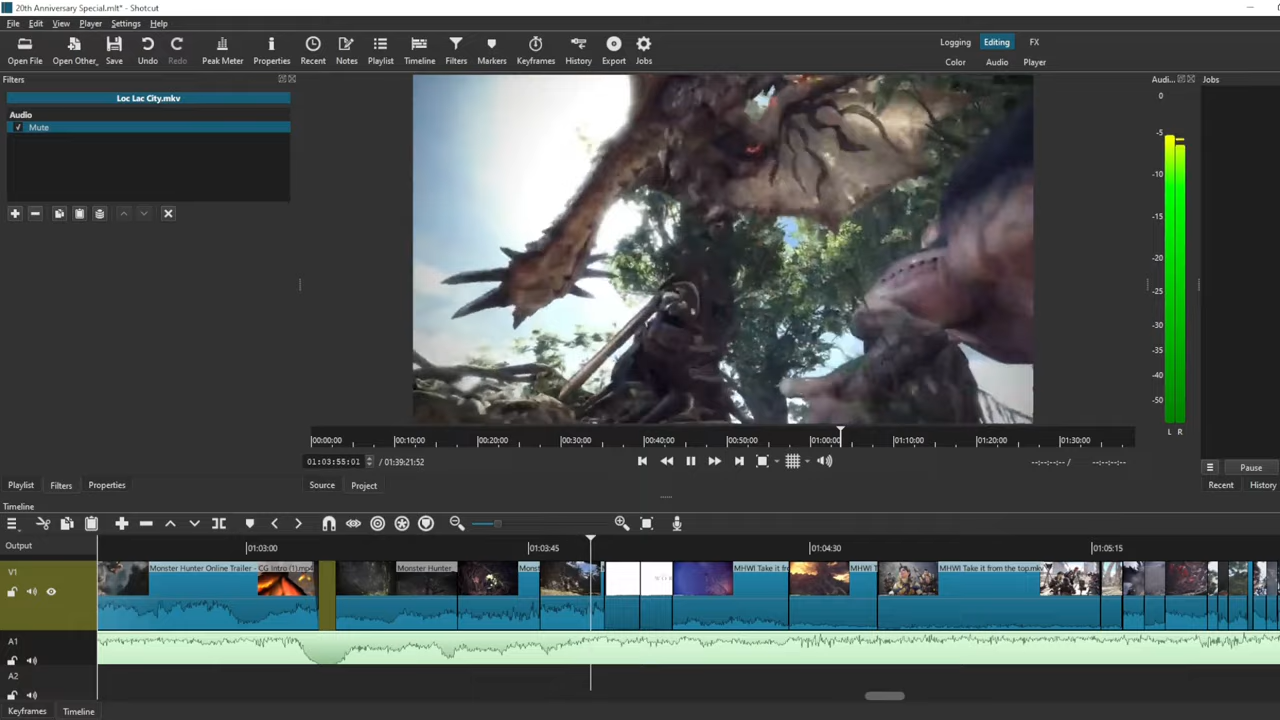 20th Anniversary Special.mlt* - Shotcut
File Edit View Player Settings Help
Open File Open Other.. Save Undo Redo Peak Meter Properties Recent Notes Playlist Timeline Filters Markers Keyframes History Export Jobs
Logging Editing FX
Color Audio Player
Filters
Loc Lac City.mkv
Audio
Mute
Audi...
Jobs
0
-5
-10
-15
-20
-25
-30
-35
-40
-50
L R
00:00:00 00:10:00 00:20:00 00:30:00 00:40:00 00:50:00 01:00:00 01:10:00 01:20:00 01:30:00
01:03:55:01 / 01:39:21:52
--:--:--:-- / --:--:--:--
Pause
Playlist Filters Properties
Source Project
Recent History
Timeline
Output
01:03:00 01:03:45 01:04:30 01:05:15
V1
Monster Hunter Online Trailer - CG Intro (1).mp4 Monster Hunter Monst MHWI Take it fr MHWI T MHWI Take it from the top.mkv
A1
A2
Keyframes Timeline